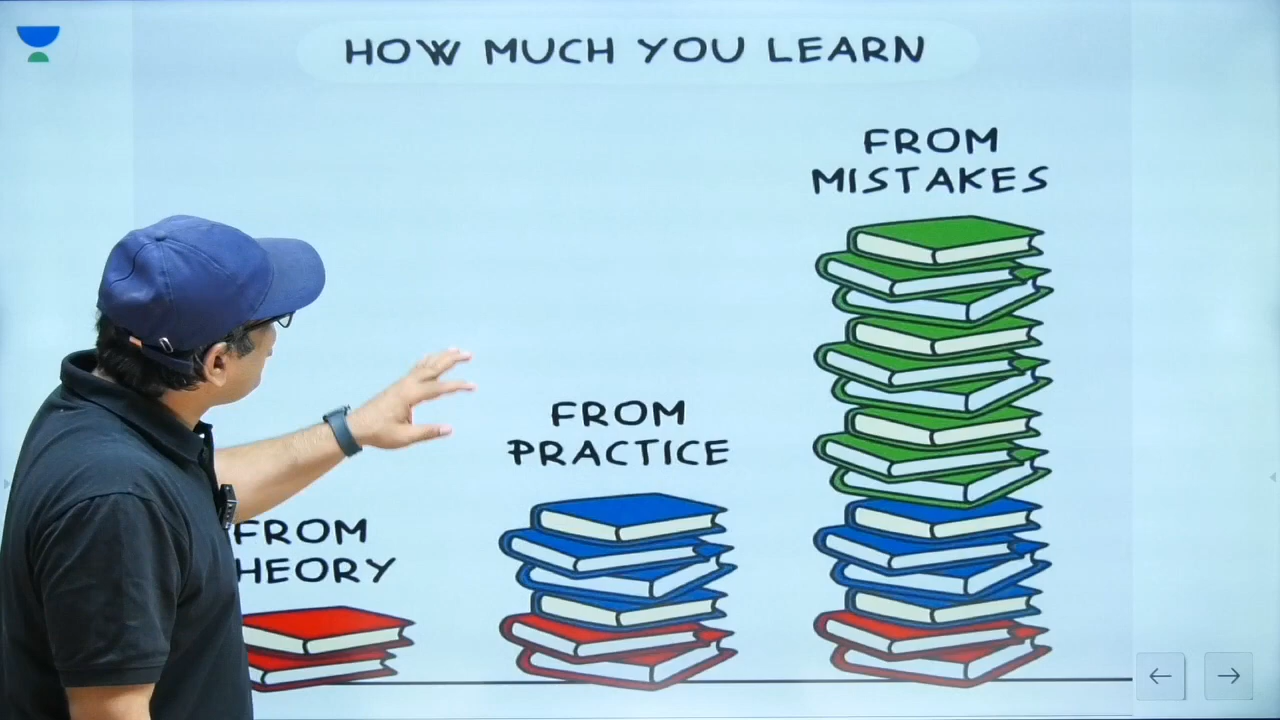 HOW MUCH YOU LEARN
FROM
MISTAKES
FROM
PRACTICE
FROM
HEORY